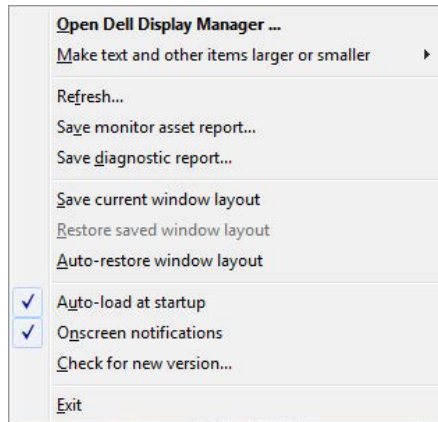 Open Dell Display Manager ...
Make text and other items larger or smaller
Refresh...
Save monitor asset report...
Save diagnostic report...
Save current window layout
Restore saved window layout
Auto-restore window layout
Auto-load at startup
Onscreen notifications
Check for new version...
Exit